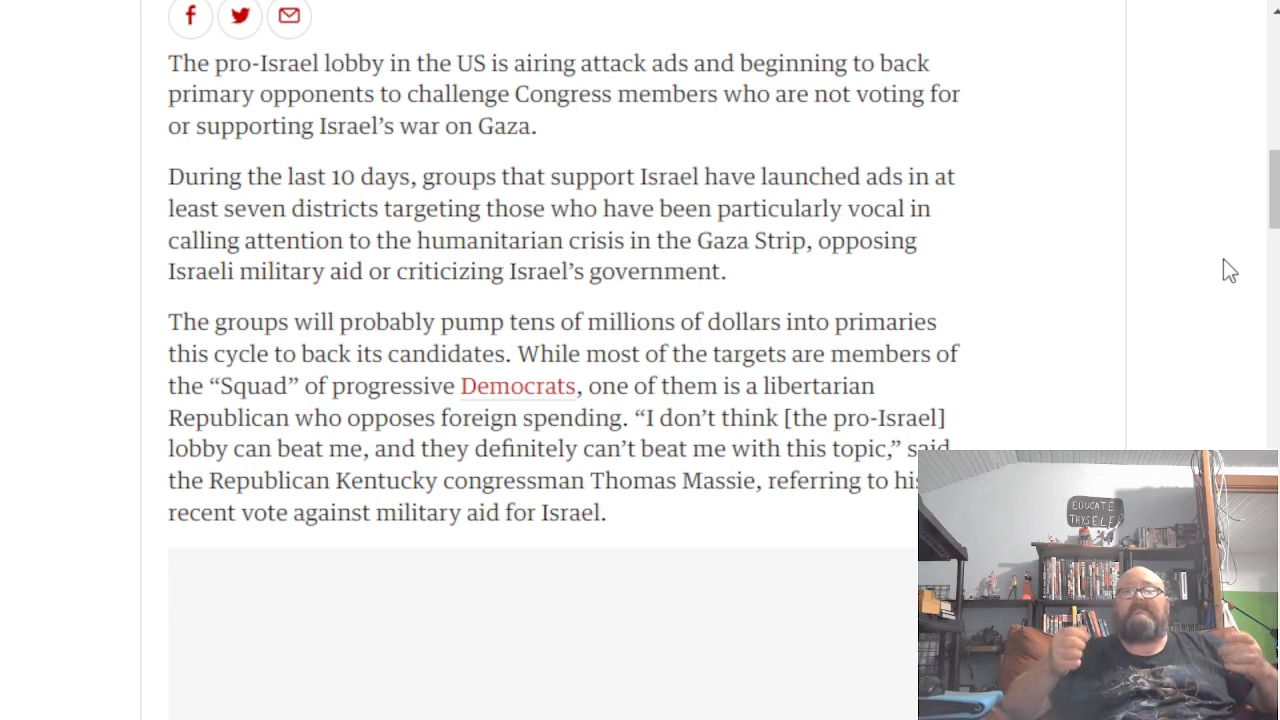 The pro-Israel lobby in the US is airing attack ads and beginning to back
primary opponents to challenge Congress members who are not voting for
or supporting Israel’s war on Gaza.
During the last 10 days, groups that support Israel have launched ads in at
least seven districts targeting those who have been particularly vocal in
calling attention to the humanitarian crisis in the Gaza Strip, opposing
Israeli military aid or criticizing Israel’s government.
The groups will probably pump tens of millions of dollars into primaries
this cycle to back its candidates. While most of the targets are members of
the “Squad” of progressive Democrats, one of them is a libertarian
Republican who opposes foreign spending. “I don’t think [the pro-Israel]
lobby can beat me, and they definitely can’t beat me with this topic,” said
the Republican Kentucky congressman Thomas Massie, referring to his
recent vote against military aid for Israel.
EDUCATE
THYSELF